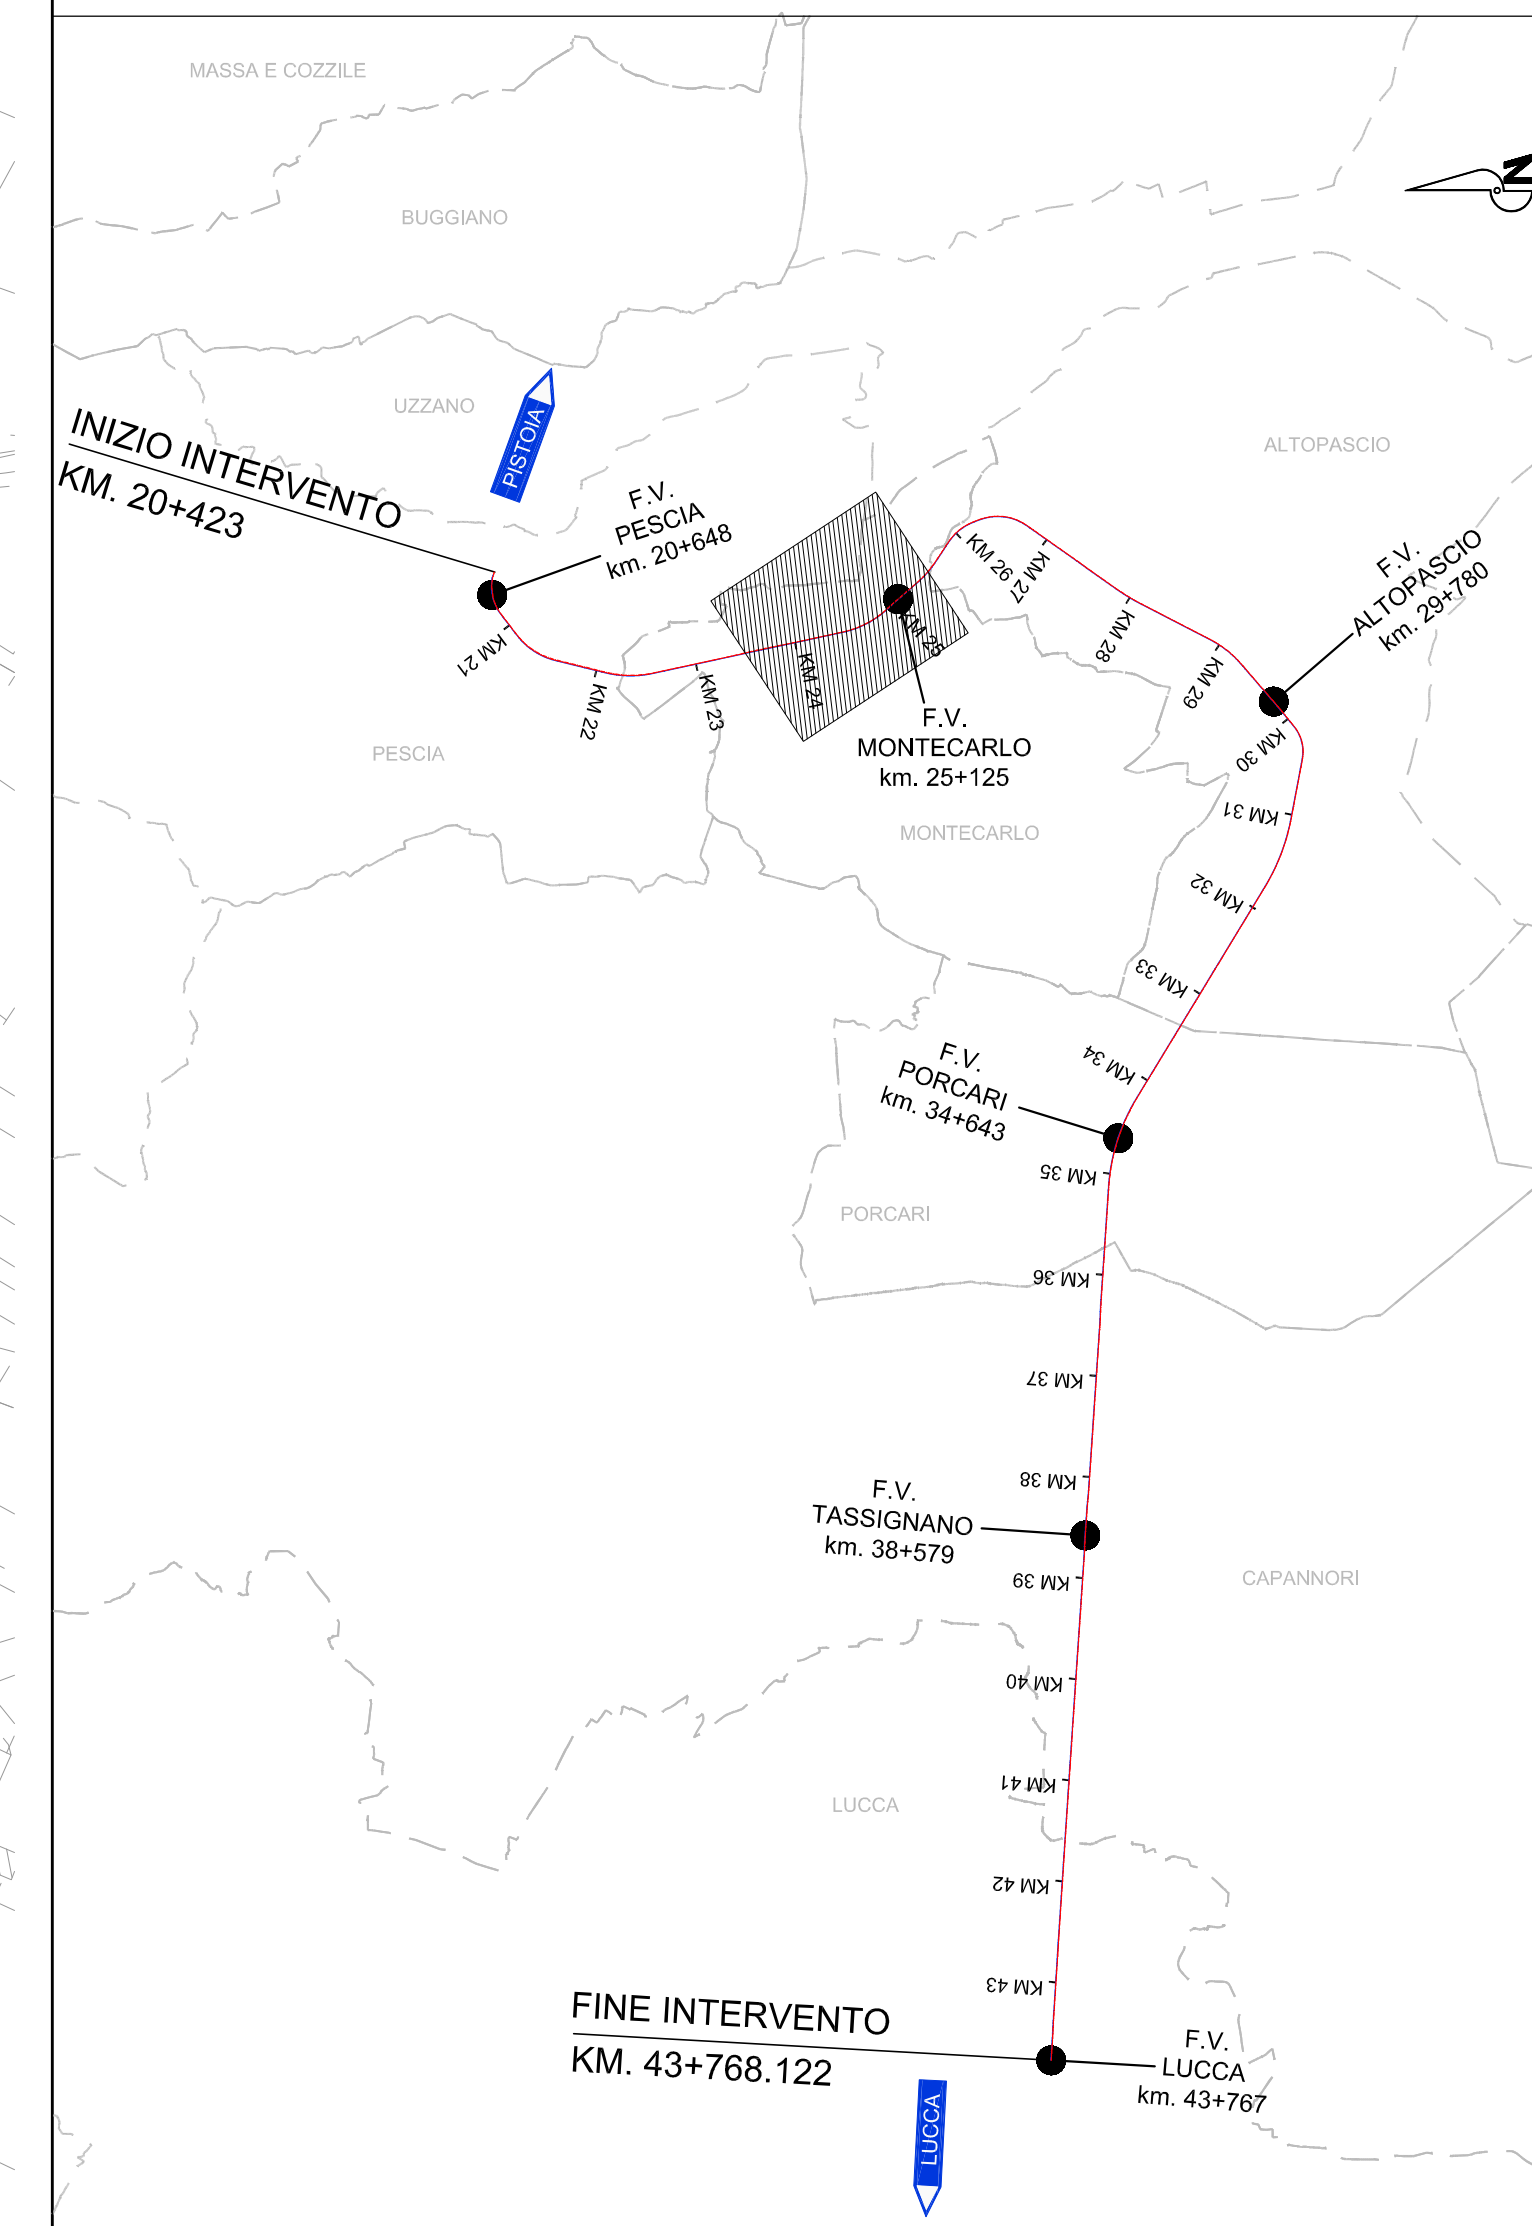 MASSA E COZZILE
BUGGIANO
N
UZZANO
PISTOIA
ALTOPASCIO
INIZIO INTERVENTO
KM. 20+423
F.V.
PESCIA
km. 20+648
F.V.
ALTOPASCIO
km. 29+780
KM 21
KM 22
KM 23
KM 24
KM 25
KM 26
KM 27
KM 28
KM 29
KM 30
F.V.
MONTECARLO
km. 25+125
PESCIA
MONTECARLO
KM 31
KM 32
KM 33
KM 34
F.V.
PORCARI
km. 34+643
KM 35
PORCARI
KM 36
KM 37
KM 38
F.V.
TASSIGNANO
km. 38+579
KM 39
CAPANNORI
KM 40
KM 41
LUCCA
KM 42
KM 43
FINE INTERVENTO
KM. 43+768.122
F.V.
LUCCA
km. 43+767
LUCCA